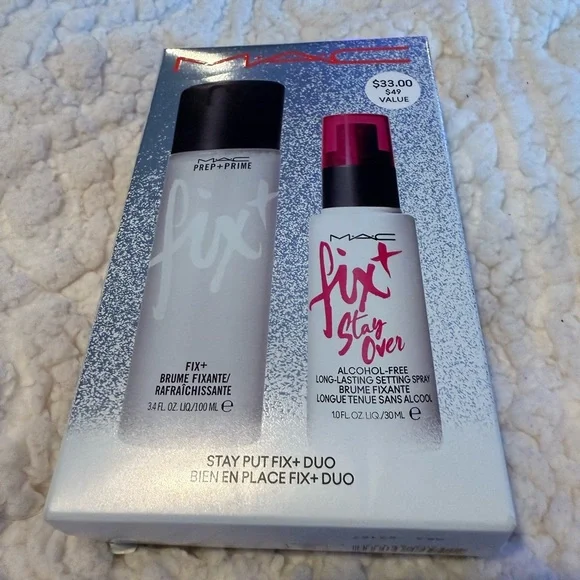 MAC
$33.00
$49
VALUE
MAC
PREP+PRIME
fix+
FIX+
BRUME FIXANTE/
RAFRAÎCHISSANTE
3.4 FL. OZ. LIQ./100 ML e
MAC
fix+
Stay
Over
ALCOHOL-FREE
LONG-LASTING SETTING SPRAY
BRUME FIXANTE
LONGUE TENUE SANS ALCOOL
1.0 FL. OZ. LIQ./30 ML e
STAY PUT FIX+ DUO
BIEN EN PLACE FIX+ DUO